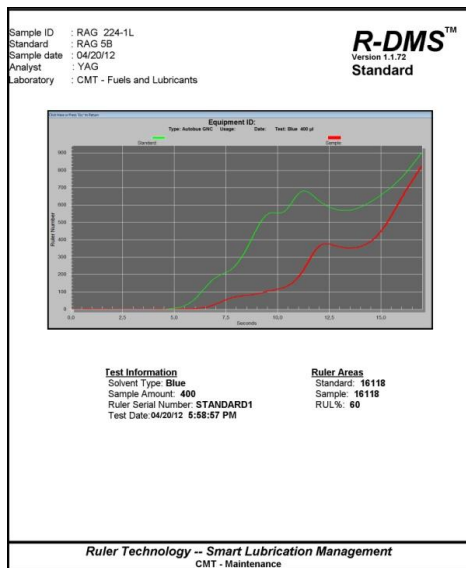 Sample ID : RAG 224-1L
Standard : RAG 5B
Sample date : 04/20/12
Analyst : YAG
Laboratory : CMT - Fuels and Lubricants
R-DMS™
Version 1.1.72
Standard
Equipment ID:
Type: Autobus GNC Usage: Date: Test: Blue 400 µl
Standard: Sample:
Ruler Number
900
800
700
600
500
400
300
200
100
0
0,0 2,5 5,0 7,5 10,0 12,5 15,0
Seconds
Test Information
Solvent Type: Blue
Sample Amount: 400
Ruler Serial Number: STANDARD1
Test Date:04/20/12 5:58:57 PM
Ruler Areas
Standard: 16118
Sample: 16118
RUL%: 60
Ruler Technology -- Smart Lubrication Management
CMT - Maintenance